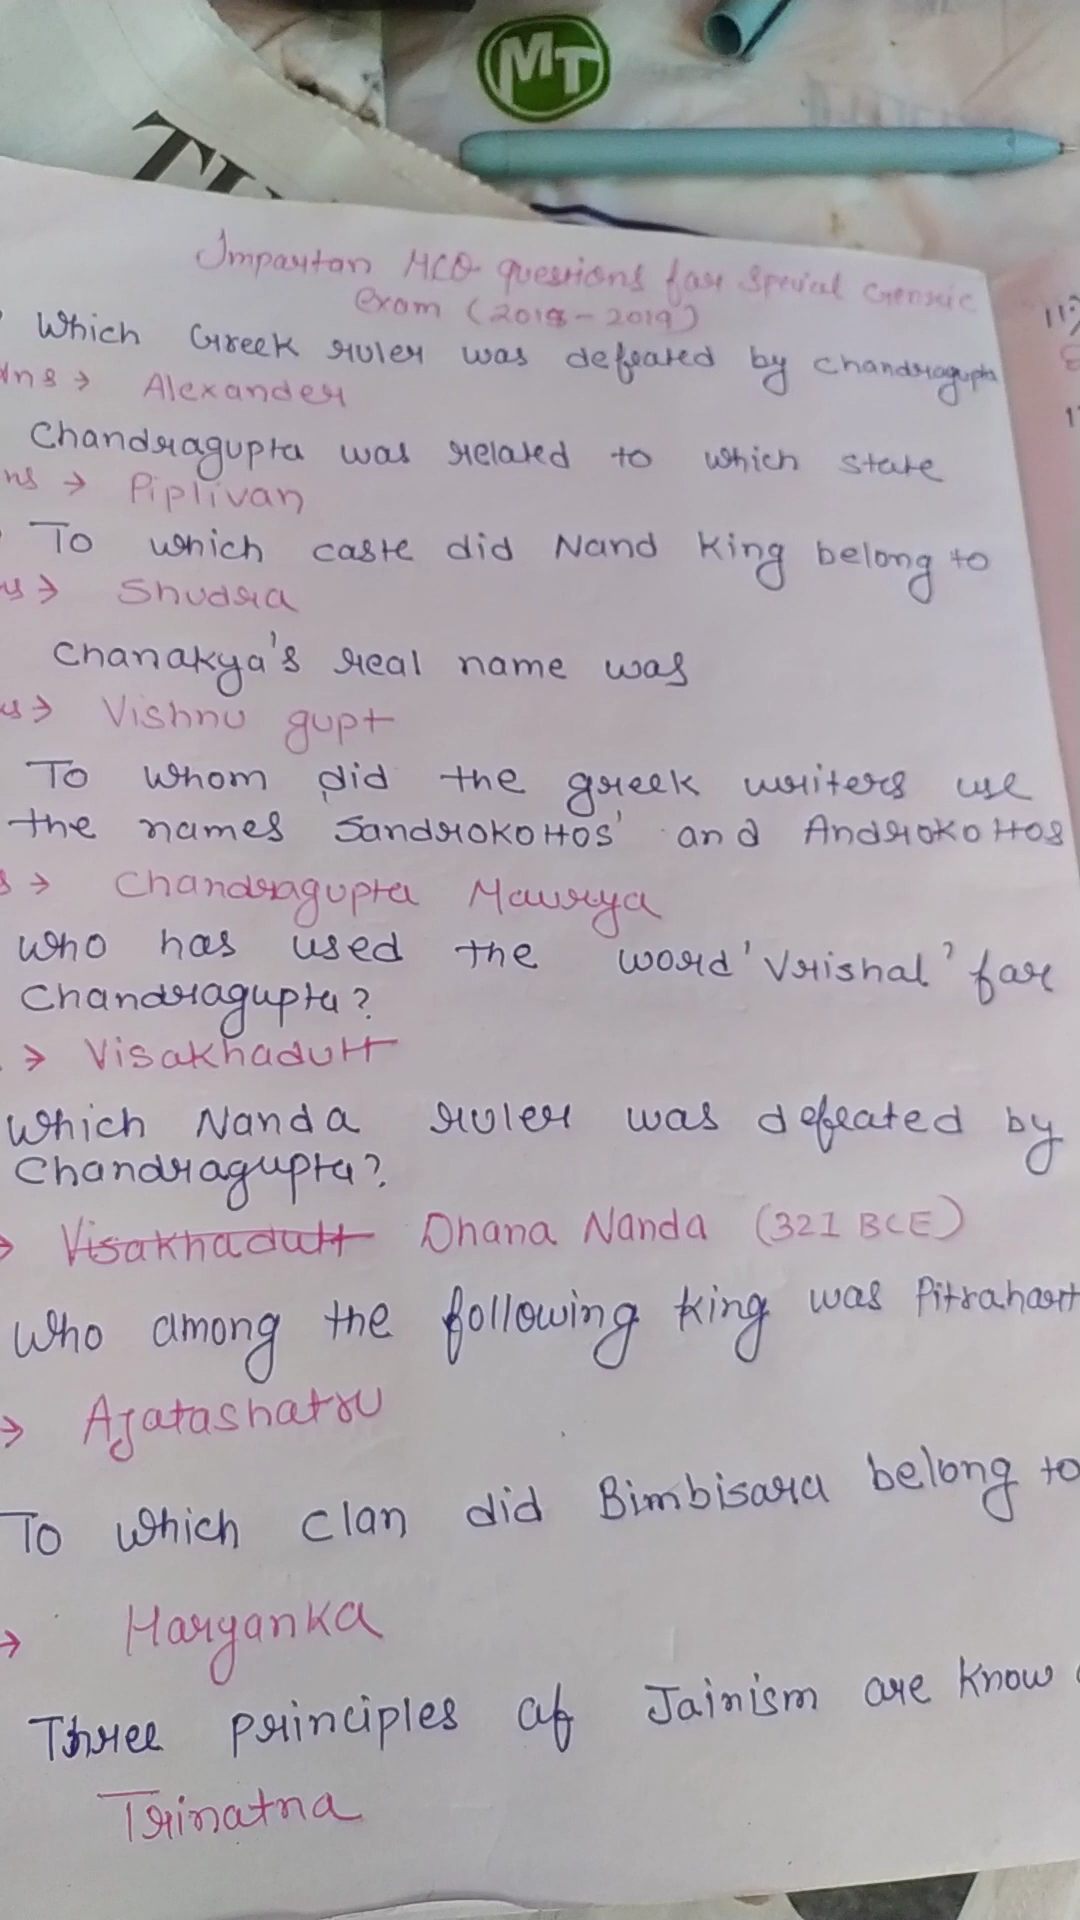 MT
Impartan MCQ questions far Special Genric
exam (2018-2019)
Which Greek ruler was defeated by Chandragupta
Ans → Alexander
Chandragupta was related to which state
ns → Piplivan
To which caste did Nand king belong to
s → Shudra
Chanakya's real name was
s → Vishnu gupt
To whom did the greek writers use
the names Sandrokottos' and Androkottos
s → Chandragupta Maurya
Who has used the word 'Vrishal' far
Chandragupta?
→ Visakhadutt
Which Nanda ruler was defeated by
Chandragupta?
→ Visakhadutt Dhana Nanda (321 BCE)
Who among the following king was Pitrahart
→ Ajatashatru
To which clan did Bimbisara belong to
→ Haryanka
Three principles of Jainism are know
Trinatna